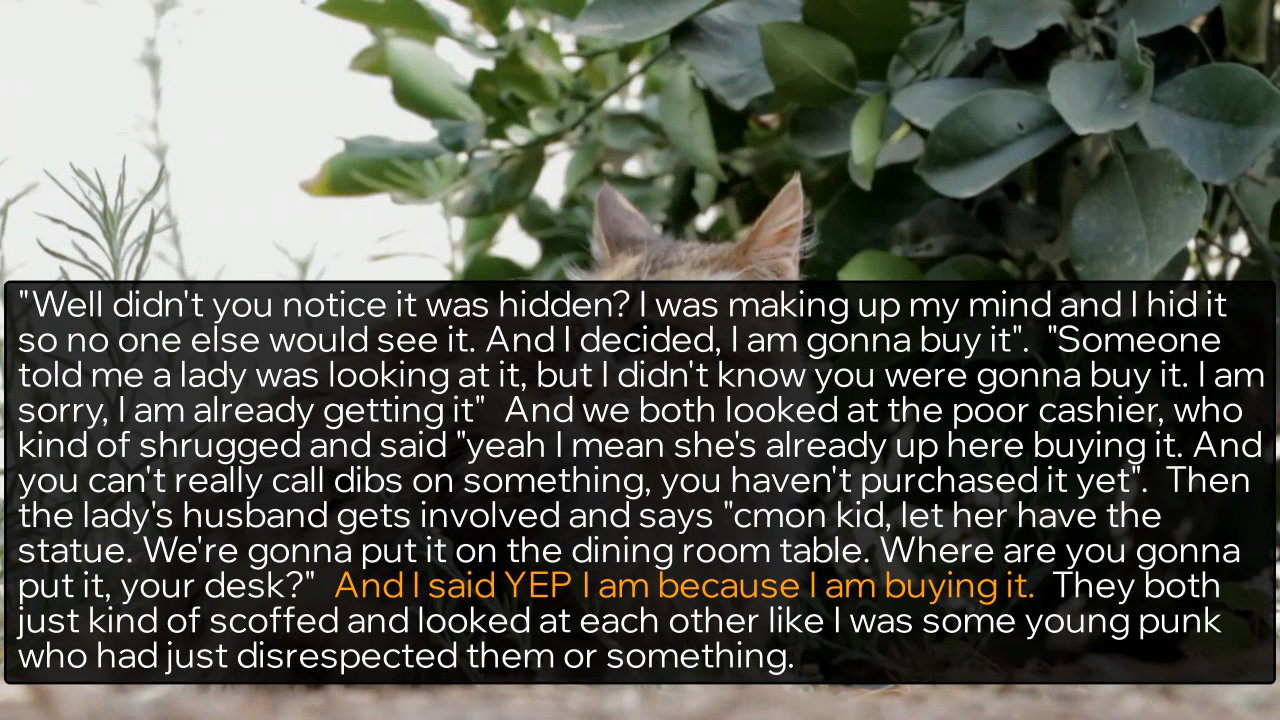 "Well didn't you notice it was hidden? I was making up my mind and I hid it
so no one else would see it. And I decided, I am gonna buy it".  "Someone
told me a lady was looking at it, but I didn't know you were gonna buy it. I am
sorry, I am already getting it"  And we both looked at the poor cashier, who
kind of shrugged and said "yeah I mean she's already up here buying it. And
you can't really call dibs on something, you haven't purchased it yet".  Then
the lady's husband gets involved and says "cmon kid, let her have the
statue. We're gonna put it on the dining room table. Where are you gonna
put it, your desk?"  And I said YEP I am because I am buying it.  They both
just kind of scoffed and looked at each other like I was some young punk
who had just disrespected them or something.